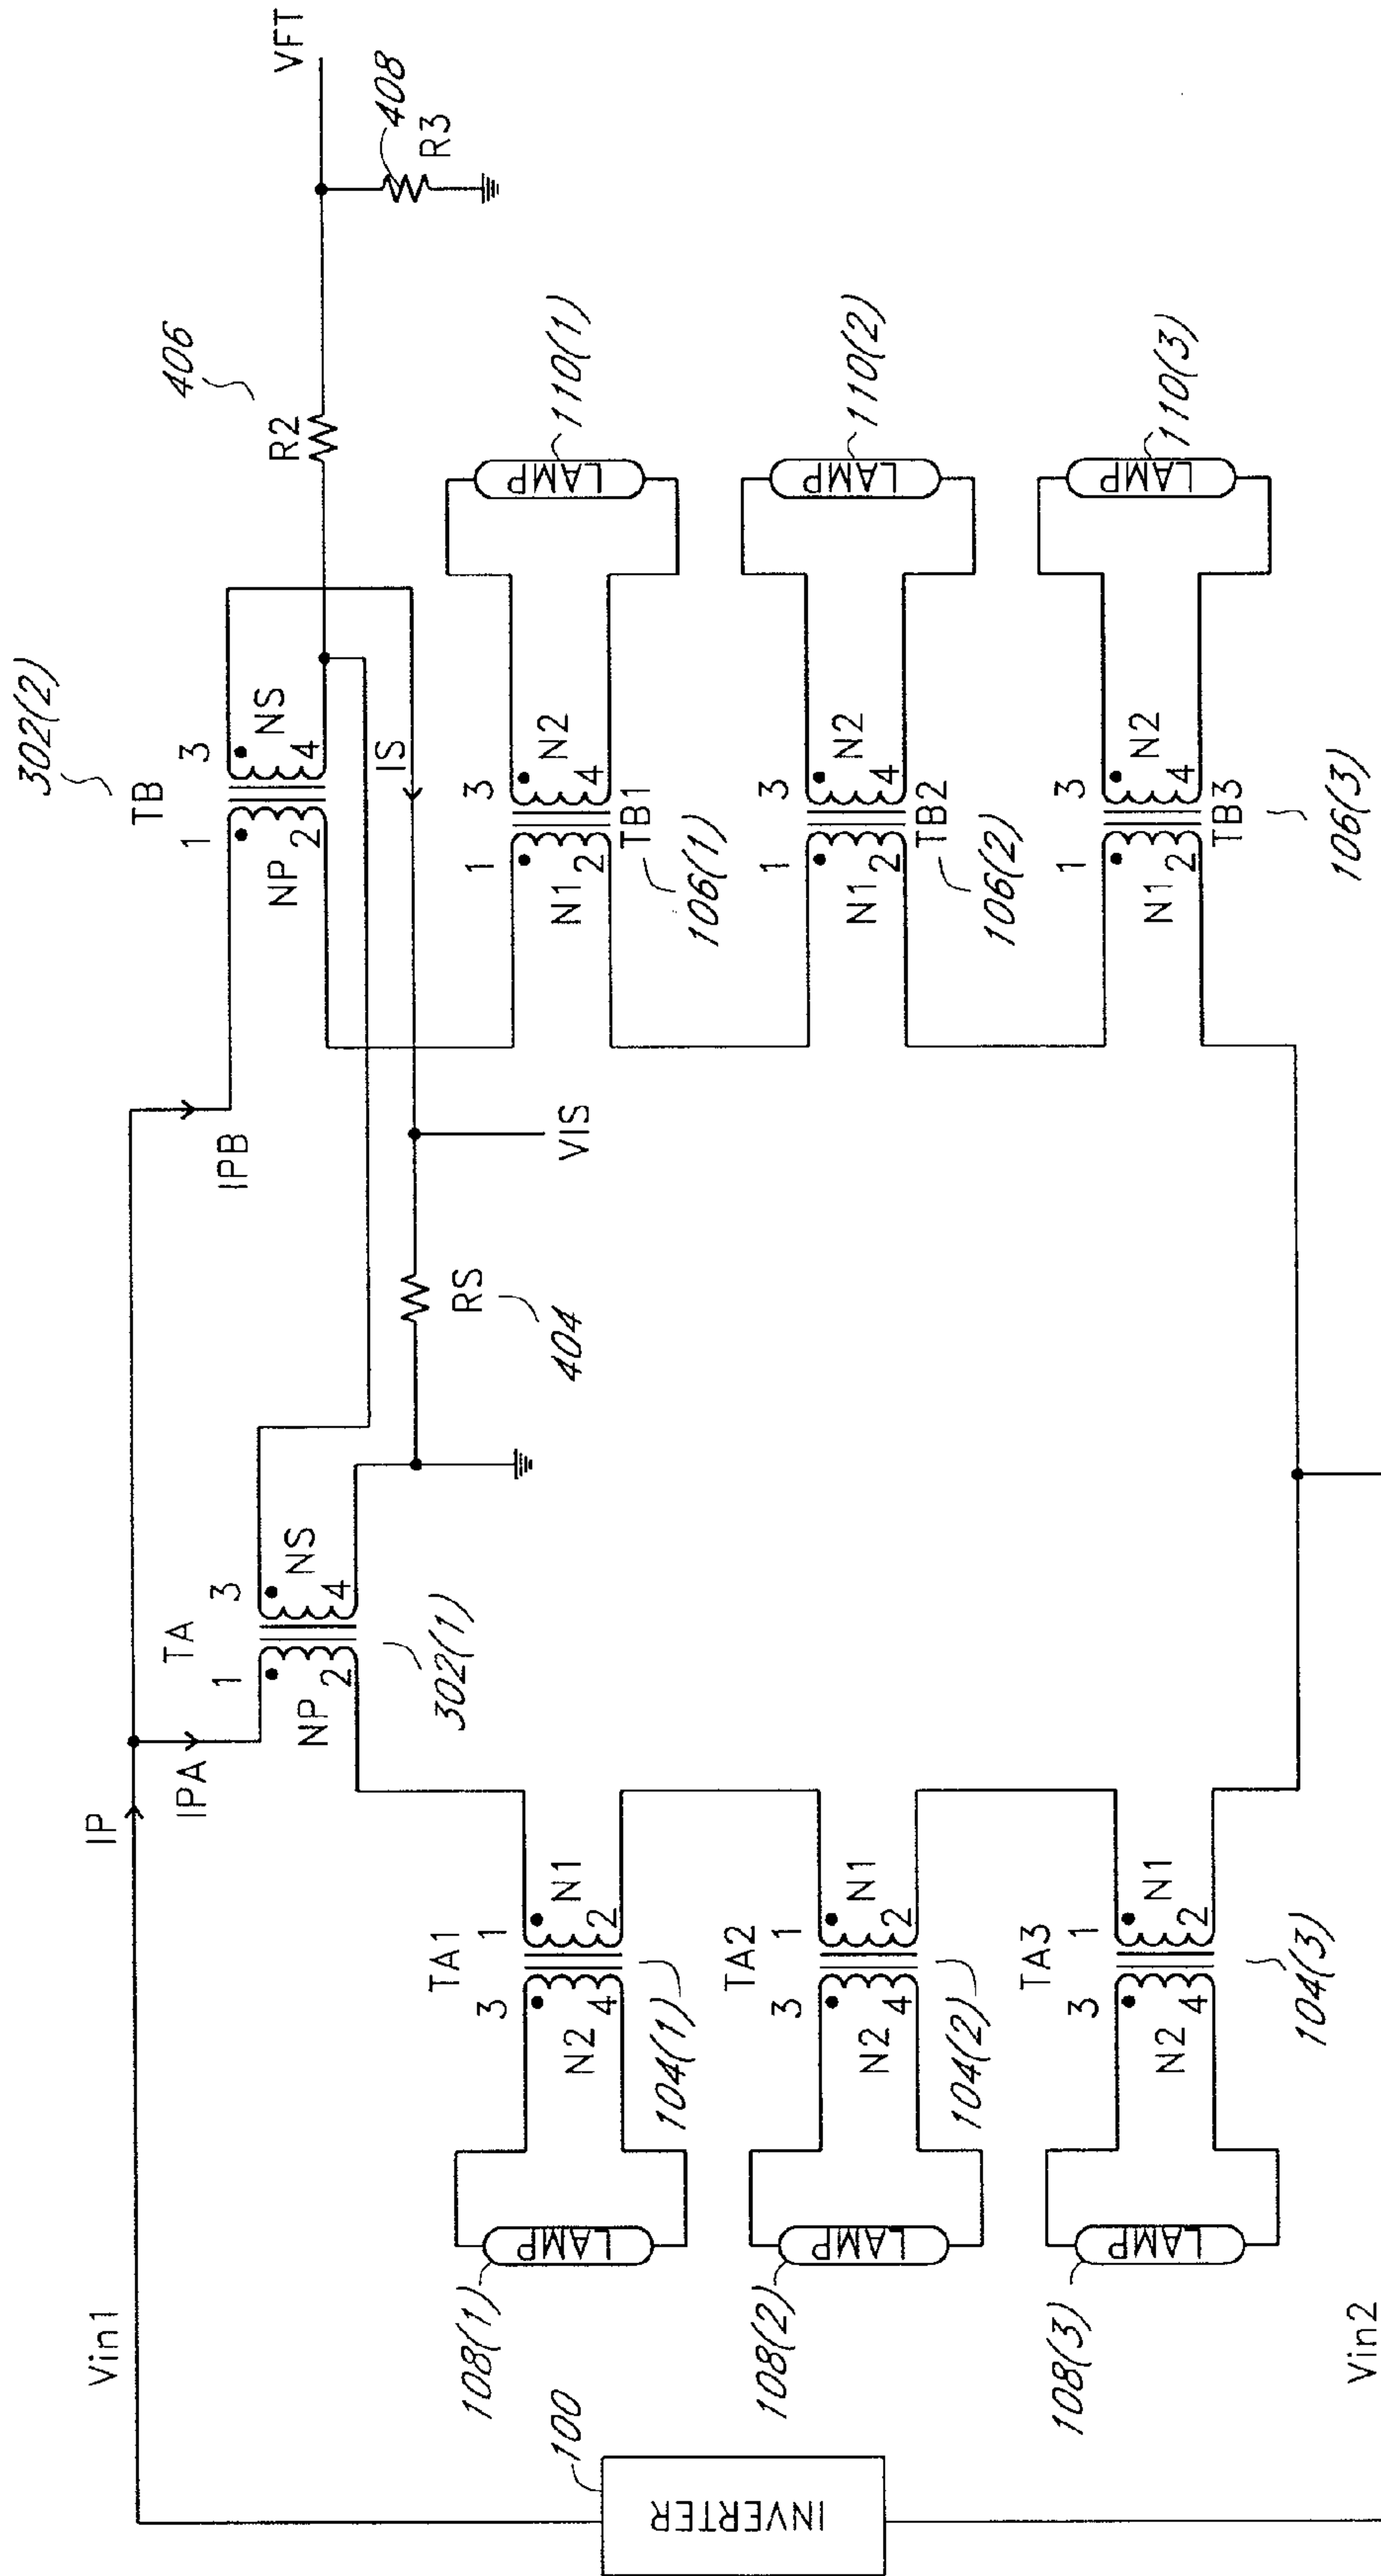 VFT
408
R3
406
R2
302(2)
TB
1
3
NS
NP
2
4
IS
IPB
IP
IPA
TA
1
3
NS
NP
2
4
302(1)
RS
404
VIS
Vin1
100
INVERTER
Vin2
108(1)
LAMP
TA1
3
1
N2
4
N1
2
104(1)
108(2)
LAMP
TA2
3
1
N2
4
N1
2
104(2)
108(3)
LAMP
TA3
3
1
N2
4
N1
2
104(3)
1
3
N1
2
N2
4
TB1
106(1)
LAMP
110(1)
1
3
N1
2
N2
4
TB2
106(2)
LAMP
110(2)
1
3
N1
2
N2
4
TB3
106(3)
LAMP
110(3)